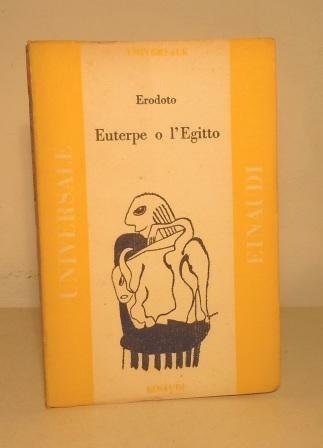 UNIVERSALE
Erodoto
Euterpe o l'Egitto
UNIVERSALE
EINAUDI
EINAUDI